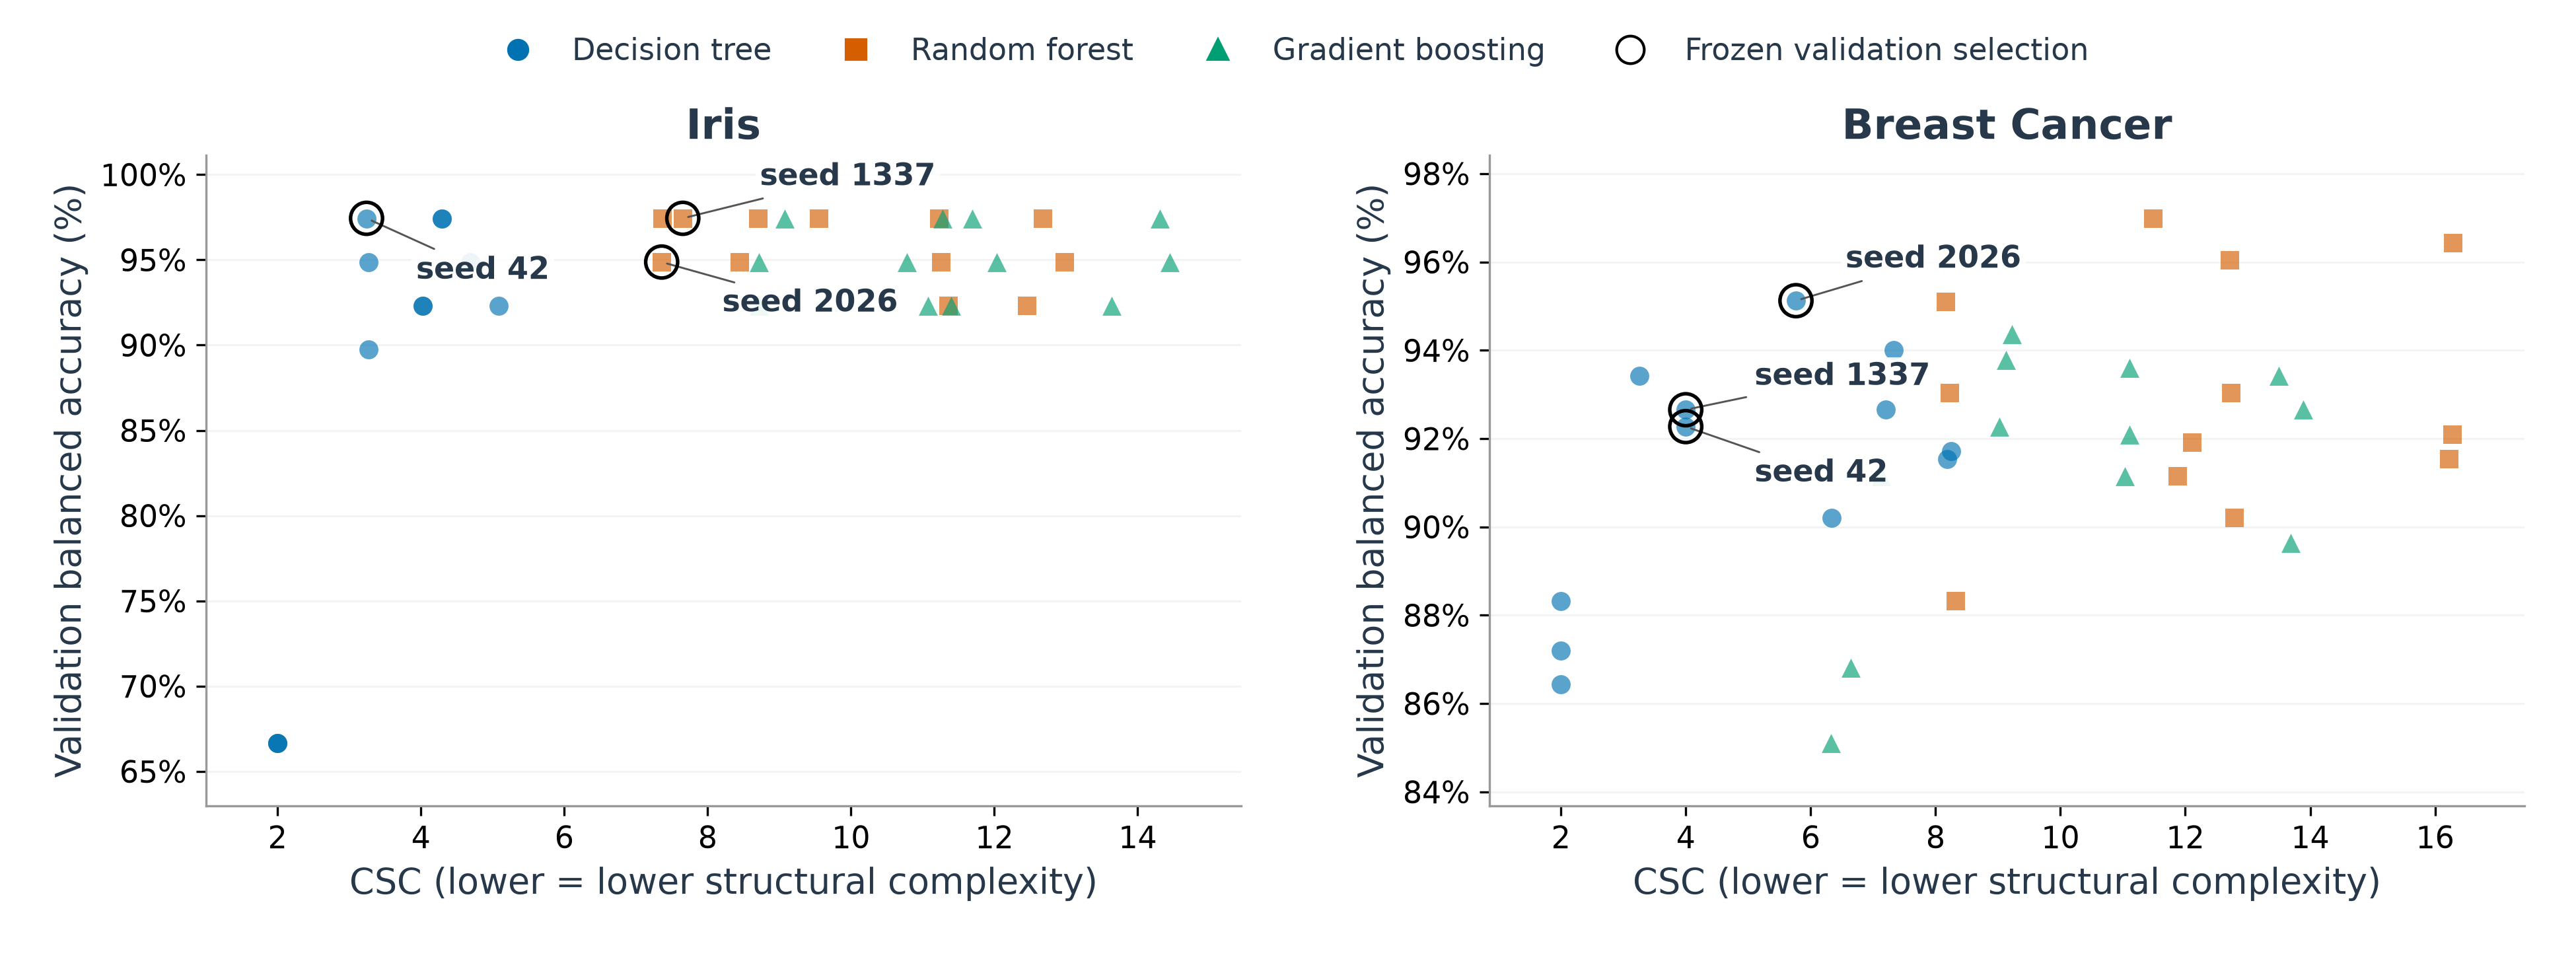 Decision tree Random forest Gradient boosting Frozen validation selection
Iris
Validation balanced accuracy (%)
100%
95%
90%
85%
80%
75%
70%
65%
seed 1337
seed 42
seed 2026
2 4 6 8 10 12 14
CSC (lower = lower structural complexity)
Breast Cancer
Validation balanced accuracy (%)
98%
96%
94%
92%
90%
88%
86%
84%
seed 2026
seed 1337
seed 42
2 4 6 8 10 12 14 16
CSC (lower = lower structural complexity)